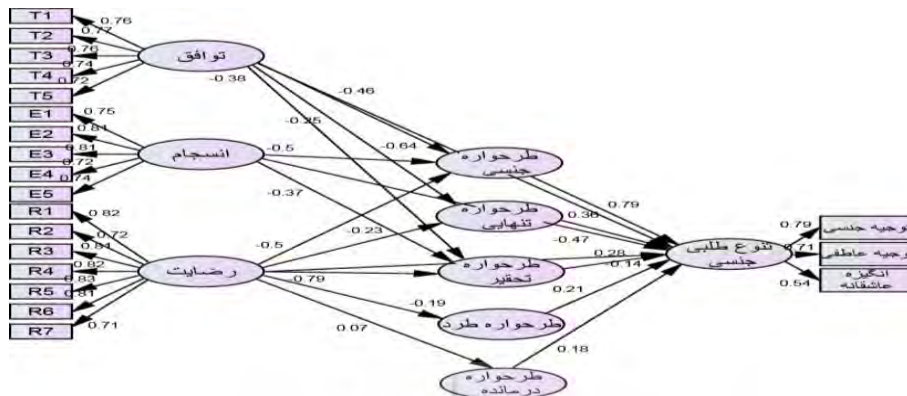 T1
T2
T3
T4
T5
E1
E2
E3
E4
E5
R1
R2
R3
R4
R5
R6
R7
0.76
0.77
0.76
0.74
0.72
0.75
0.81
0.81
0.72
0.74
0.82
0.72
0.81
0.82
0.83
0.81
0.71
توافق
انسجام
رضایت
-0.38
-0.46
-0.25
-0.64
-0.5
-0.37
-0.5
-0.23
-0.79
-0.19
0.07
طرحواره
جنسی
طرحواره
تنهایی
طرحواره
تحقیر
طرحواره طرد
طرحواره
درمانده
0.79
0.36
-0.47
0.28
-0.14
0.21
0.18
تنوع طلبی
جنسی
0.79
0.71
0.54
توجیه جنسی
توجیه عاطفی
انگیزه
عاشقانه